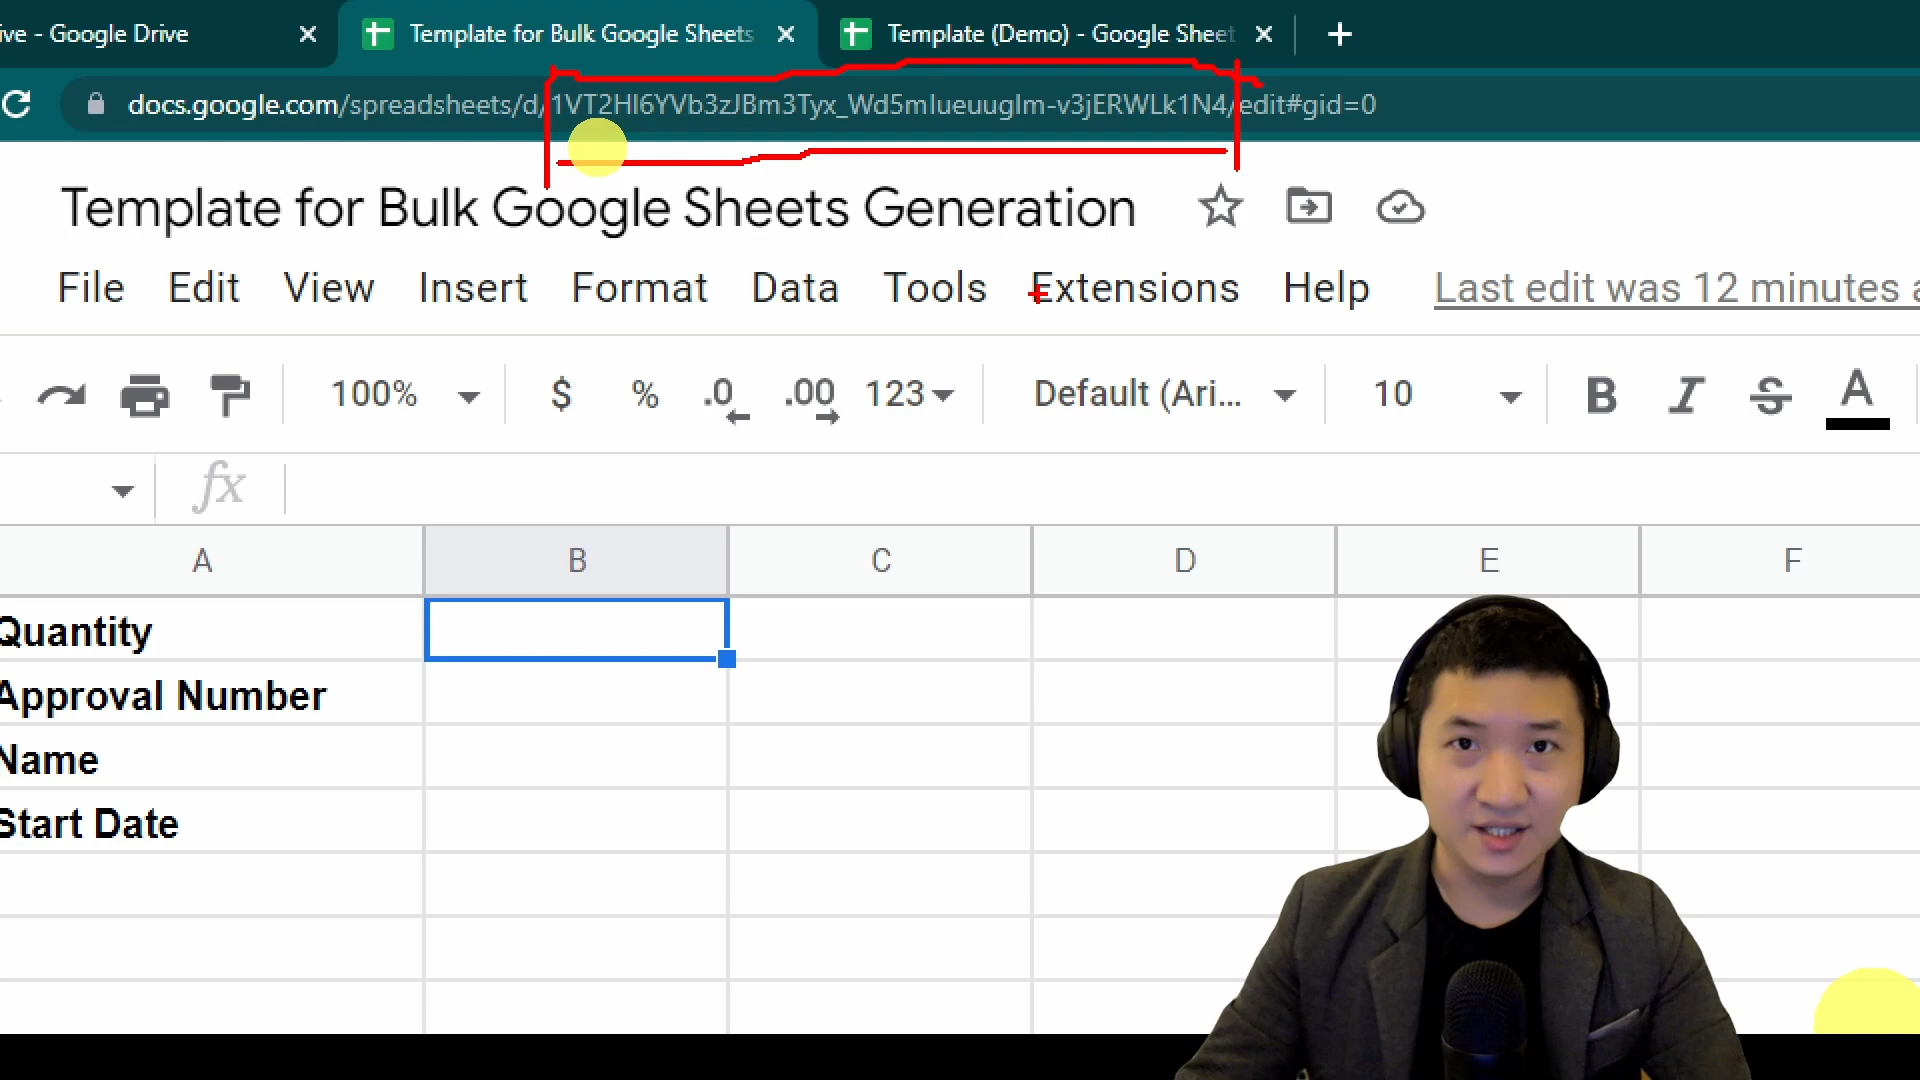 ive - Google Drive
Template for Bulk Google Sheets
Template (Demo) - Google Sheet
docs.google.com/spreadsheets/d/1VT2Hl6YVb3zJBm3Tyx_Wd5mIueuuglm-v3jERWLk1N4/edit#gid=0
Template for Bulk Google Sheets Generation
File Edit View Insert Format Data Tools Extensions Help Last edit was 12 minutes a
100% $ % .0 .00 123 Default (Ari... 10 B I S A
fx
A B C D E F
Quantity
Approval Number
Name
Start Date